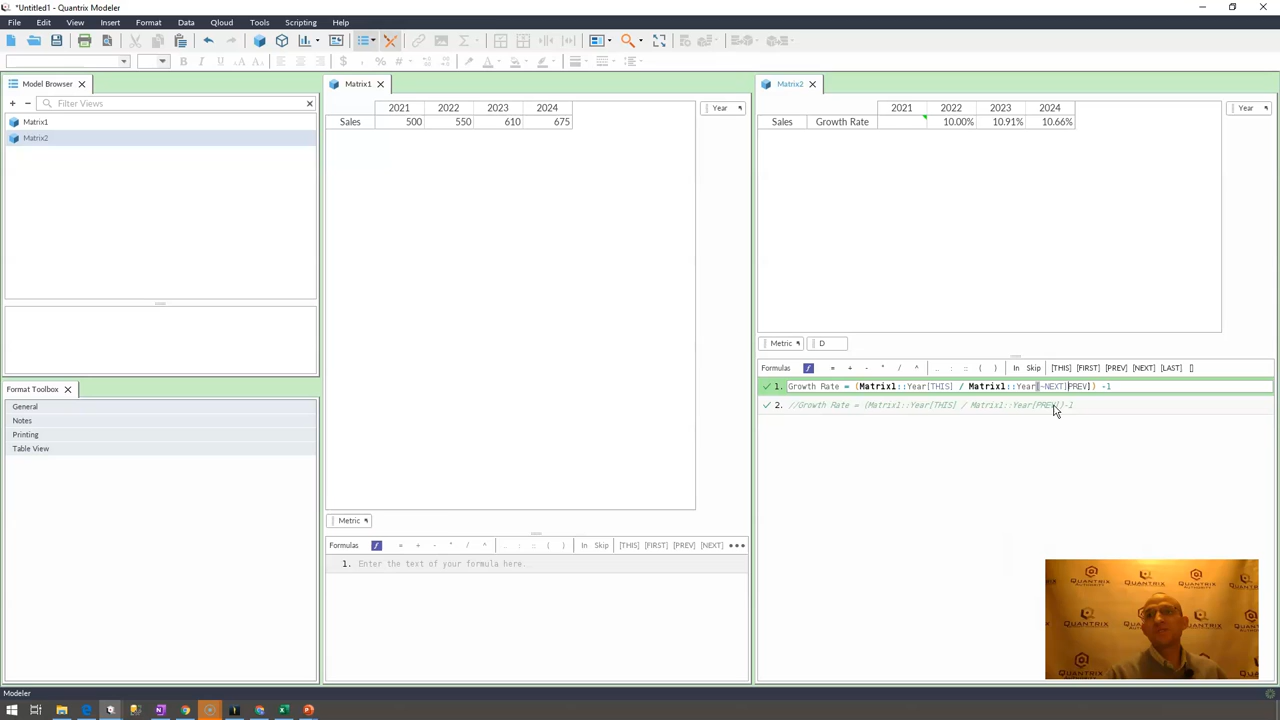 *Untitled1 - Quantrix Modeler
File Edit View Insert Format Data Qloud Tools Scripting Help
Model Browser
Filter Views
Matrix1
Matrix2
Format Toolbox
General
Notes
Printing
Table View
Matrix1
2021 2022 2023 2024
Sales 500 550 610 675
Year
Metric
Formulas = + - * / ^ .. : :: ( ) In Skip [THIS] [FIRST] [PREV] [NEXT]
1. Enter the text of your formula here...
Matrix2
2021 2022 2023 2024
Sales Growth Rate 10.00% 10.91% 10.66%
Year
Metric D
Formulas = + - * / ^ .. : :: ( ) In Skip [THIS] [FIRST] [PREV] [NEXT] [LAST] []
1. Growth Rate = (Matrix1::Year[THIS] / Matrix1::Year[~NEXT]PREV]) -1
2. //Growth Rate = (Matrix1::Year[THIS] / Matrix1::Year[PREV])-1
QUANTRIX AUTHORITY
Modeler